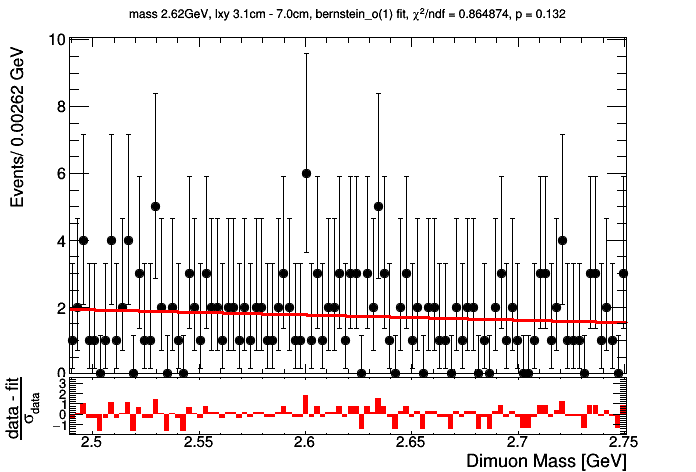 mass 2.62GeV, lxy 3.1cm - 7.0cm, bernstein_o(1) fit, χ²/ndf = 0.864874, p = 0.132
Events/ 0.00262 GeV
10
8
6
4
2
0
data - fit
σdata
3
2
1
0
−1
2.5 2.55 2.6 2.65 2.7 2.75
Dimuon Mass [GeV]